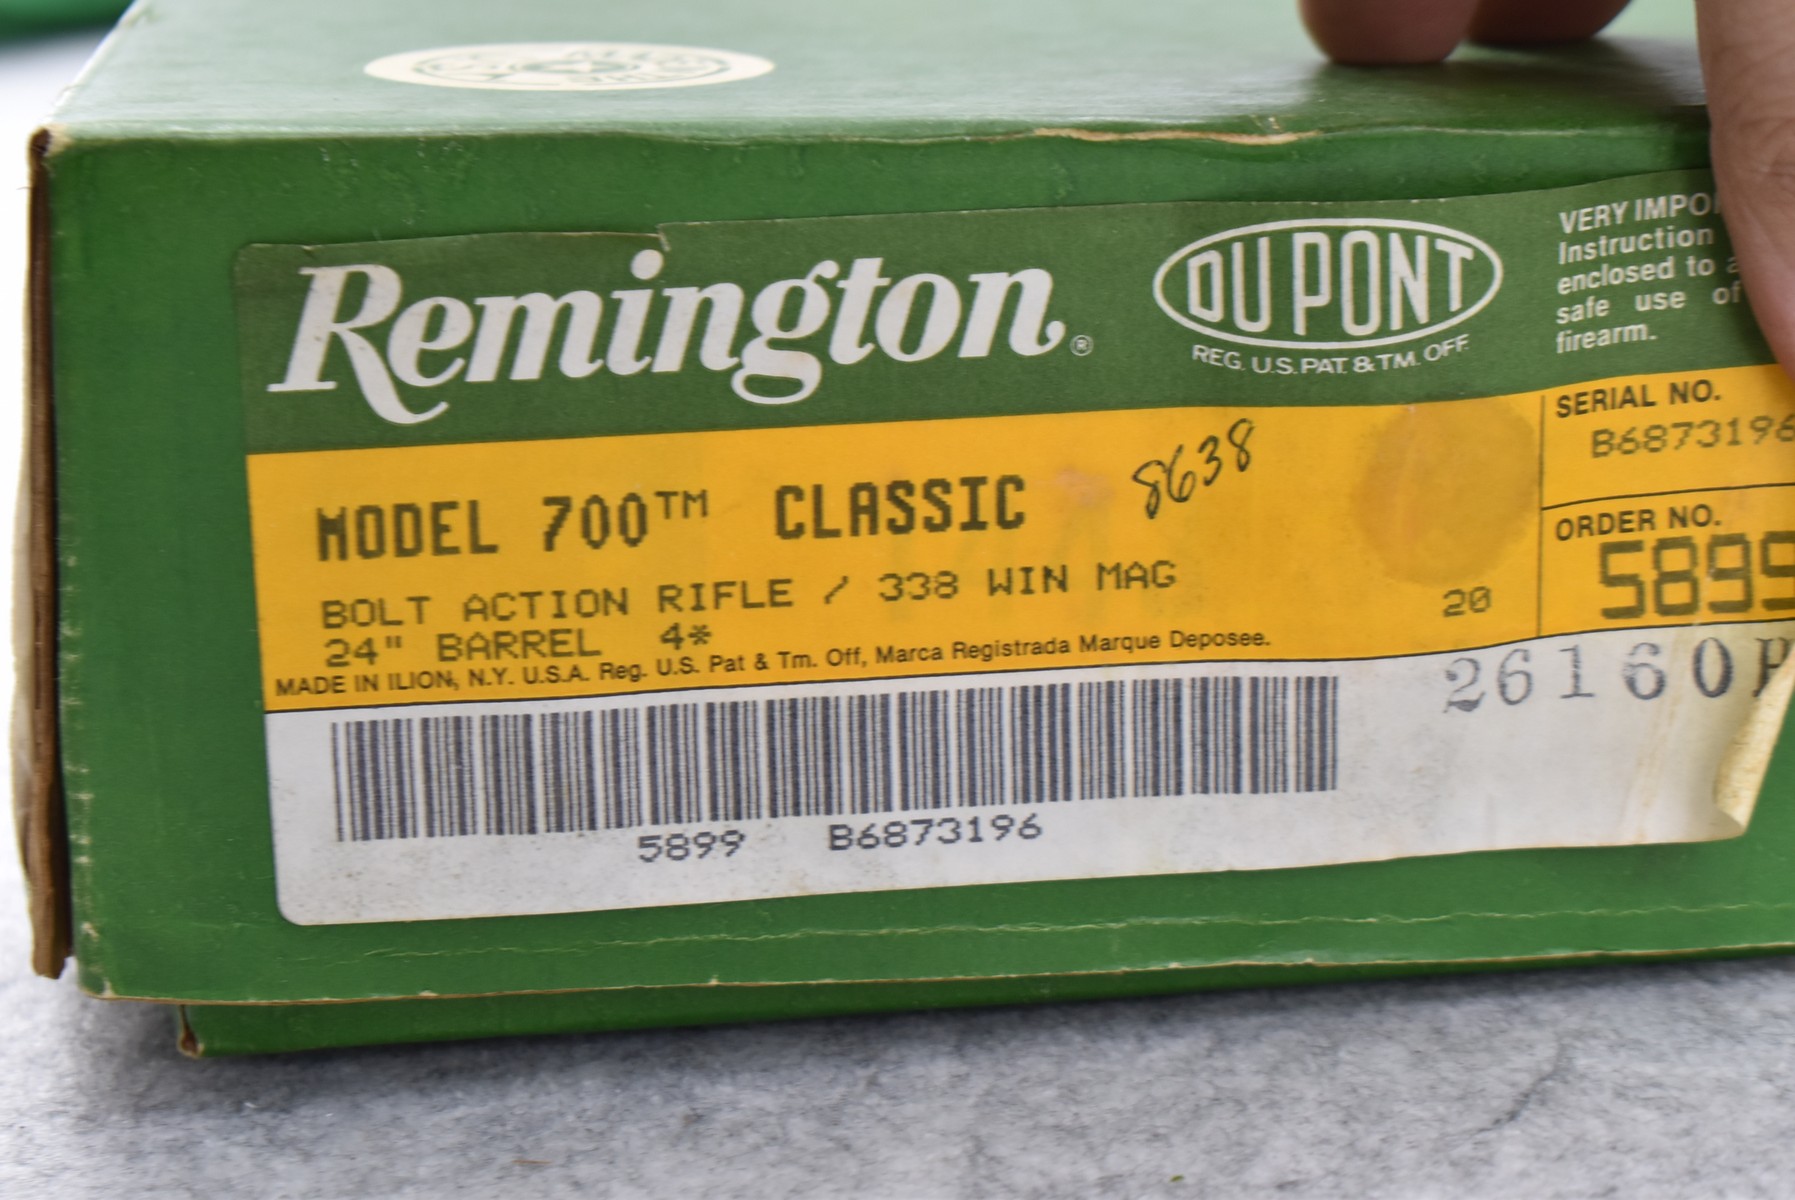 Remington®
DU PONT
REG. U.S. PAT. & TM. OFF.
VERY
Instruction
enclosed to
safe use of
firearm.
SERIAL NO.
B6873196
MODEL 700™ CLASSIC
8638
BOLT ACTION RIFLE / 338 WIN MAG
24" BARREL 4*
20
ORDER NO.
5899
MADE IN ILION, N.Y. U.S.A. Reg. U.S. Pat & Tm. Off, Marca Registrada Marque Deposee.
26160
5899 B6873196